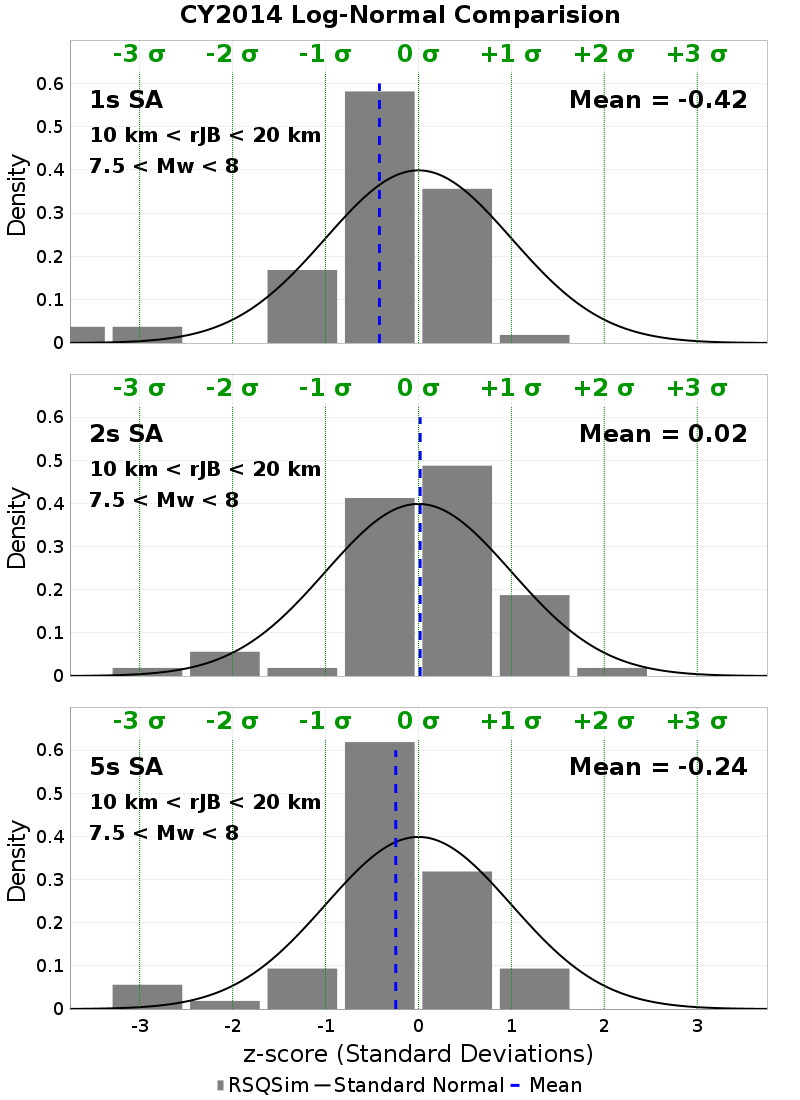 CY2014 Log-Normal Comparision
-3 σ -2 σ -1 σ 0 σ +1 σ +2 σ +3 σ
1s SA
Mean = -0.42
10 km < rJB < 20 km
7.5 < Mw < 8
Density
0.6
0.5
0.4
0.3
0.2
0.1
0
-3 σ -2 σ -1 σ 0 σ +1 σ +2 σ +3 σ
2s SA
Mean = 0.02
10 km < rJB < 20 km
7.5 < Mw < 8
Density
0.6
0.5
0.4
0.3
0.2
0.1
0
-3 σ -2 σ -1 σ 0 σ +1 σ +2 σ +3 σ
5s SA
Mean = -0.24
10 km < rJB < 20 km
7.5 < Mw < 8
Density
0.6
0.5
0.4
0.3
0.2
0.1
0
-3 -2 -1 0 1 2 3
z-score (Standard Deviations)
RSQSim Standard Normal Mean